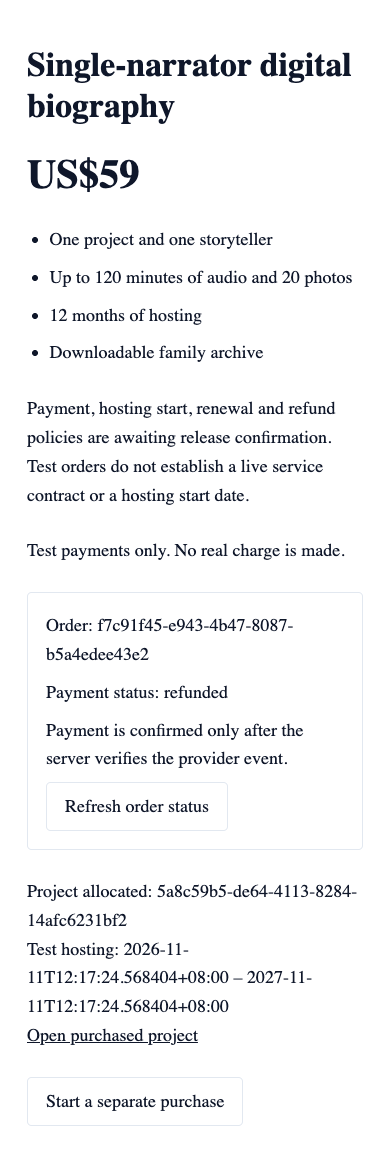 Single-narrator digital
biography
US$59
One project and one storyteller
Up to 120 minutes of audio and 20 photos
12 months of hosting
Downloadable family archive
Payment, hosting start, renewal and refund
policies are awaiting release confirmation.
Test orders do not establish a live service
contract or a hosting start date.
Test payments only. No real charge is made.
Order: f7c91f45-e943-4b47-8087-
b5a4edee43e2
Payment status: refunded
Payment is confirmed only after the
server verifies the provider event.
Refresh order status
Project allocated: 5a8c59b5-de64-4113-8284-
14afc6231bf2
Test hosting: 2026-11-
11T12:17:24.568404+08:00 – 2027-11-
11T12:17:24.568404+08:00
Open purchased project
Start a separate purchase